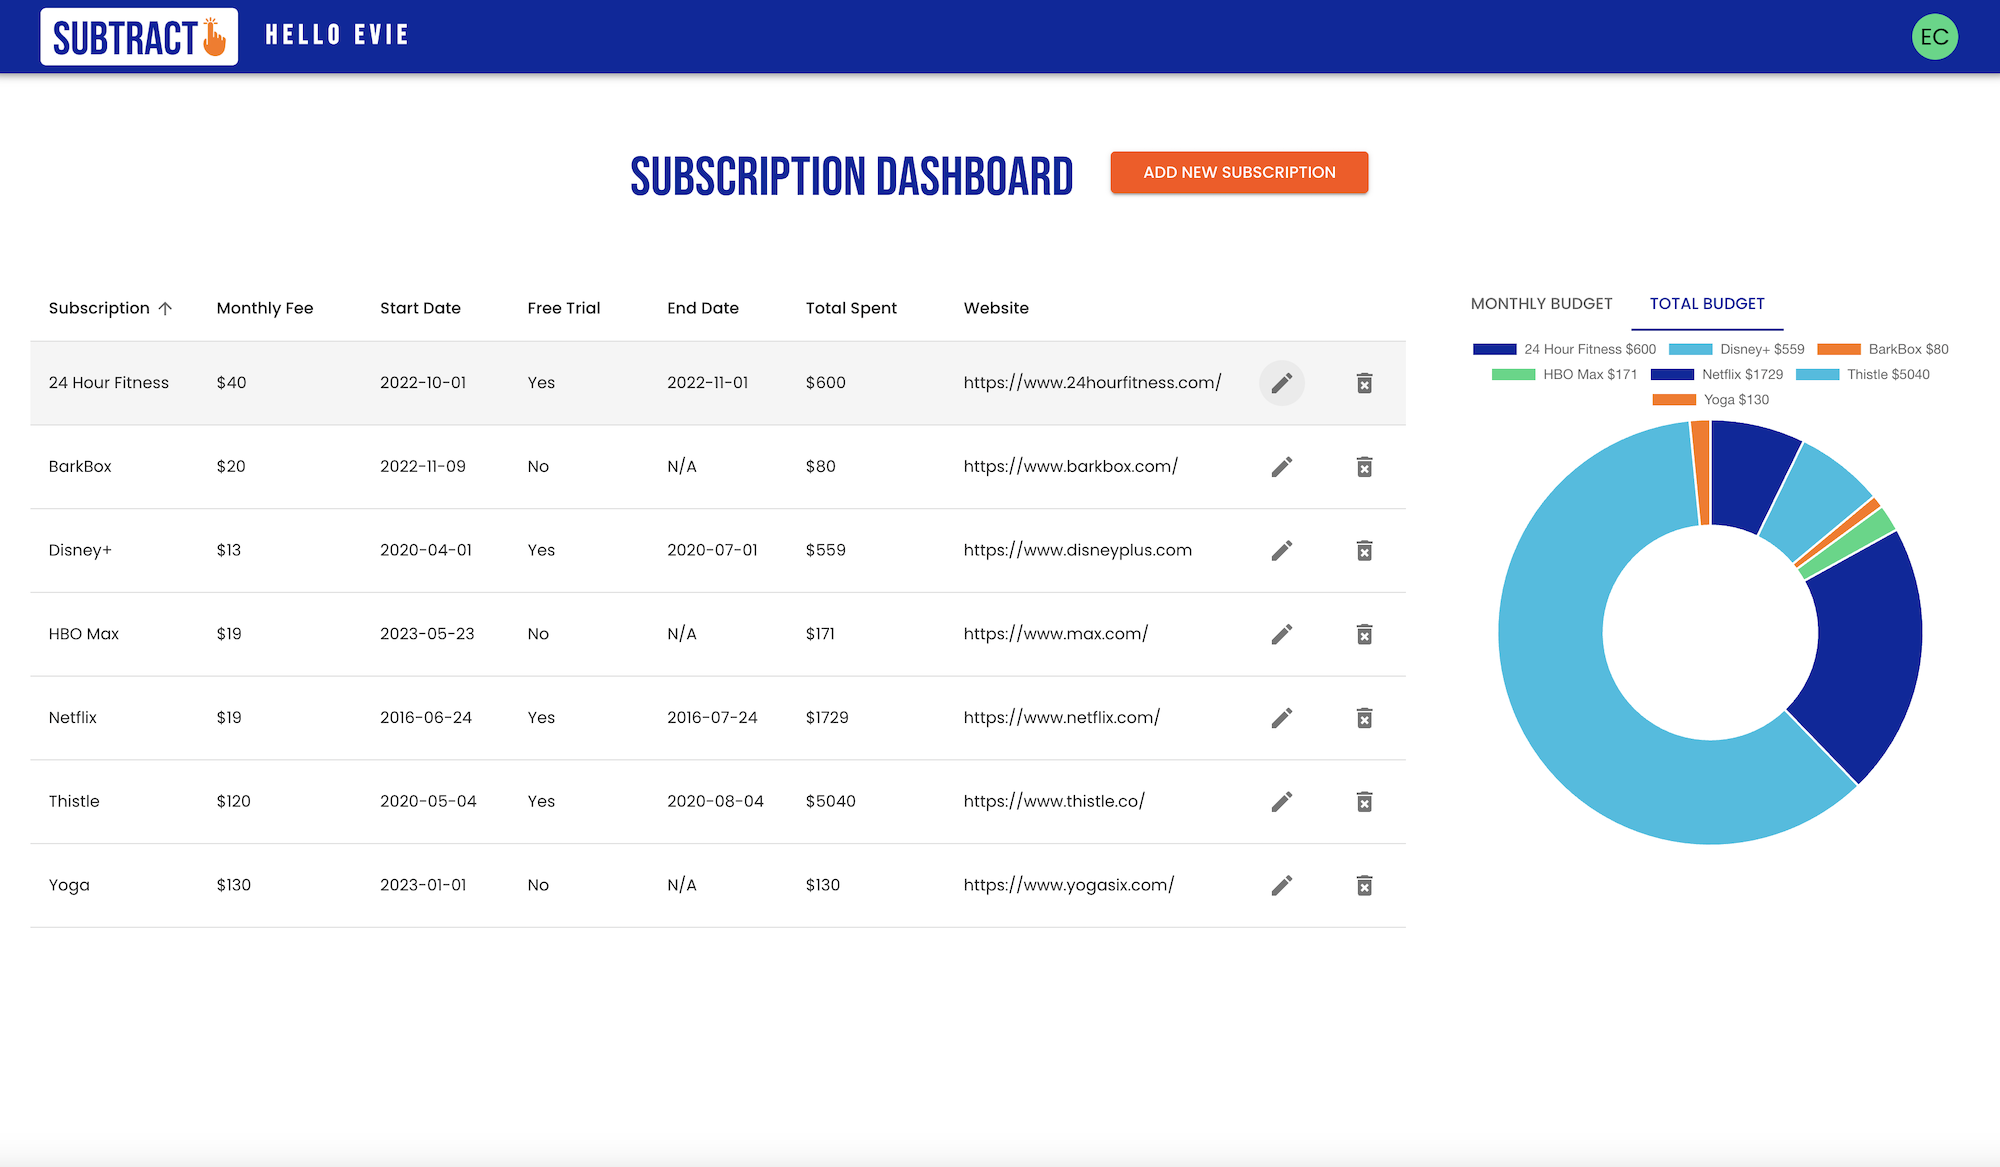 SUBTRACT
HELLO EVIE
EC
SUBSCRIPTION DASHBOARD
ADD NEW SUBSCRIPTION
Subscription Monthly Fee Start Date Free Trial End Date Total Spent Website
24 Hour Fitness $40 2022-10-01 Yes 2022-11-01 $600 https://www.24hourfitness.com/
BarkBox $20 2022-11-09 No N/A $80 https://www.barkbox.com/
Disney+ $13 2020-04-01 Yes 2020-07-01 $559 https://www.disneyplus.com
HBO Max $19 2023-05-23 No N/A $171 https://www.max.com/
Netflix $19 2016-06-24 Yes 2016-07-24 $1729 https://www.netflix.com/
Thistle $120 2020-05-04 Yes 2020-08-04 $5040 https://www.thistle.co/
Yoga $130 2023-01-01 No N/A $130 https://www.yogasix.com/
MONTHLY BUDGET TOTAL BUDGET
24 Hour Fitness $600 Disney+ $559 BarkBox $80
HBO Max $171 Netflix $1729 Thistle $5040
Yoga $130